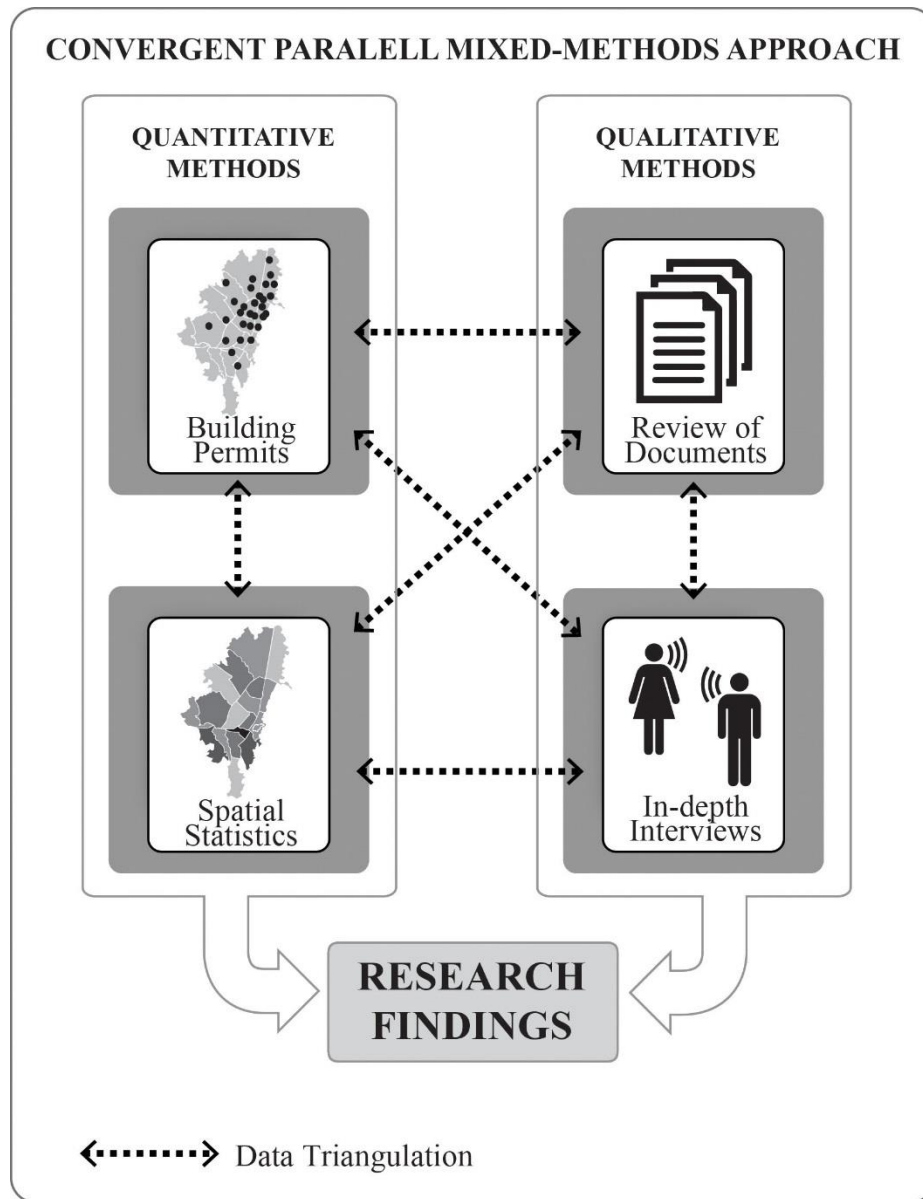 CONVERGENT PARALELL MIXED-METHODS APPROACH
QUANTITATIVE
METHODS
Building
Permits
Spatial
Statistics
QUALITATIVE
METHODS
Review of
Documents
In-depth
Interviews
RESEARCH
FINDINGS
Data Triangulation